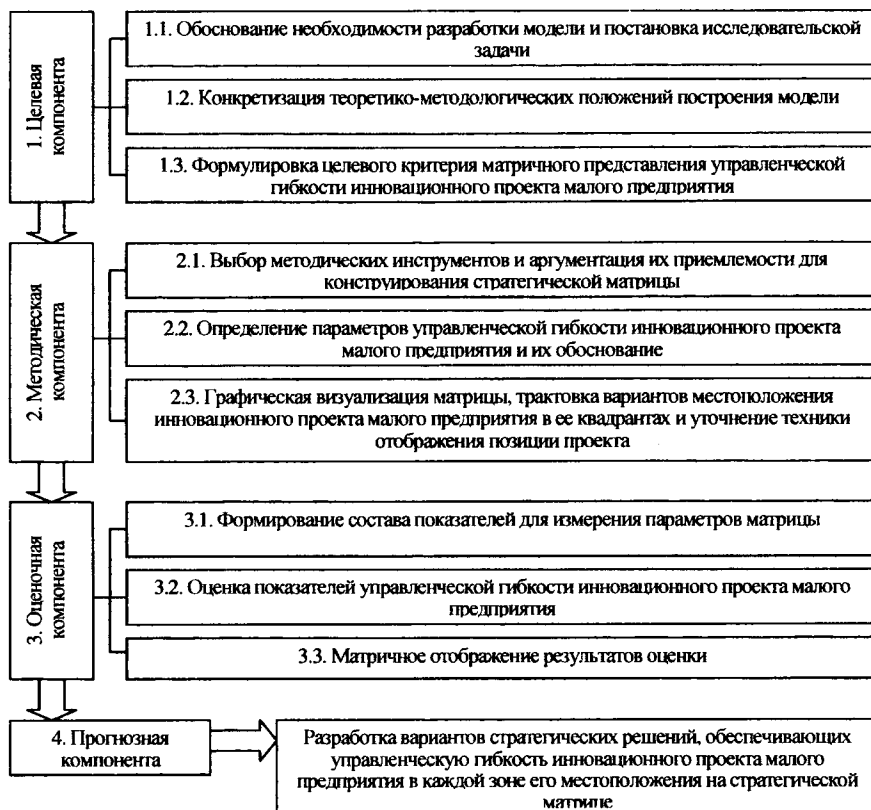 1. Целевая
компонента
1.1. Обоснование необходимости разработки модели и постановка исследовательской
задачи
1.2. Конкретизация теоретико-методологических положений построения модели
1.3. Формулировка целевого критерия матричного представления управленческой
гибкости инновационного проекта малого предприятия
2. Методическая
компонента
2.1. Выбор методических инструментов и аргументация их приемлемости для
конструирования стратегической матрицы
2.2. Определение параметров управленческой гибкости инновационного проекта
малого предприятия и их обоснование
2.3. Графическая визуализация матрицы, трактовка вариантов местоположения
инновационного проекта малого предприятия в ее квадрантах и уточнение техники
отображения позиции проекта
3. Оценочная
компонента
3.1. Формирование состава показателей для измерения параметров матрицы
3.2. Оценка показателей управленческой гибкости инновационного проекта малого
предприятия
3.3. Матричное отображение результатов оценки
4. Прогнозная
компонента
Разработка вариантов стратегических решений, обеспечивающих
управленческую гибкость инновационного проекта малого
предприятия в каждой зоне его местоположения на стратегической
матрице